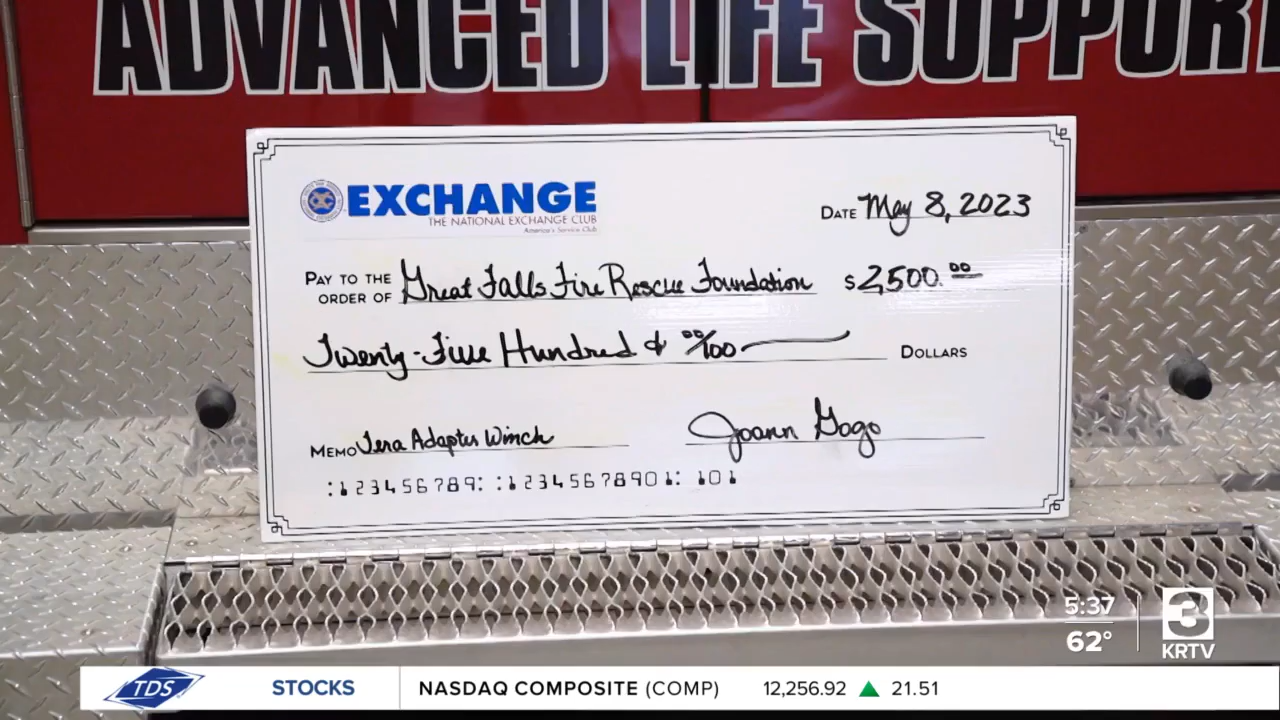 ADVANCED LIFE SUPPORT
EXCHANGE
THE NATIONAL EXCHANGE CLUB
America's Service Club
DATE May 8, 2023
PAY TO THE ORDER OF Great Falls Fire Rescue Foundation $2,500.00
Twenty-Five Hundred & 00/100 DOLLARS
MEMO Tera Adapter Winch Joann Gogo
:123456789: :12345678901: 101
5:37
62°
3
KRTV
TDS STOCKS NASDAQ COMPOSITE (COMP) 12,256.92 ▲ 21.51